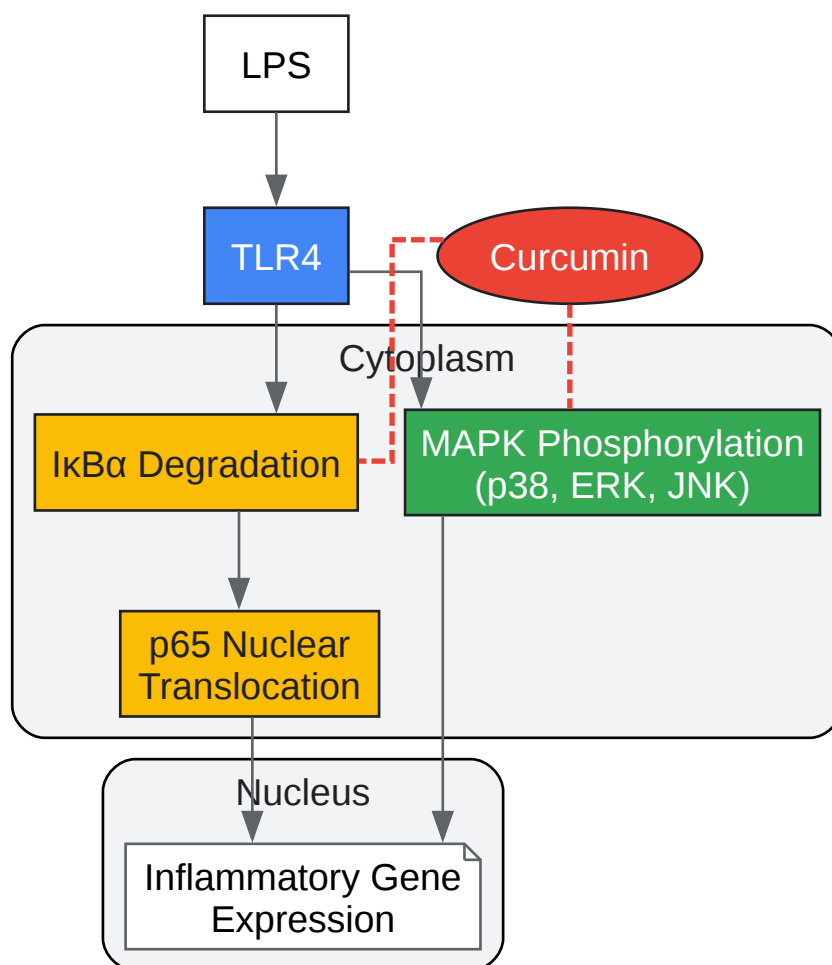 LPS
TLR4
Curcumin
Cytoplasm
IκBα Degradation
MAPK Phosphorylation
(p38, ERK, JNK)
p65 Nuclear
Translocation
Nucleus
Inflammatory Gene
Expression